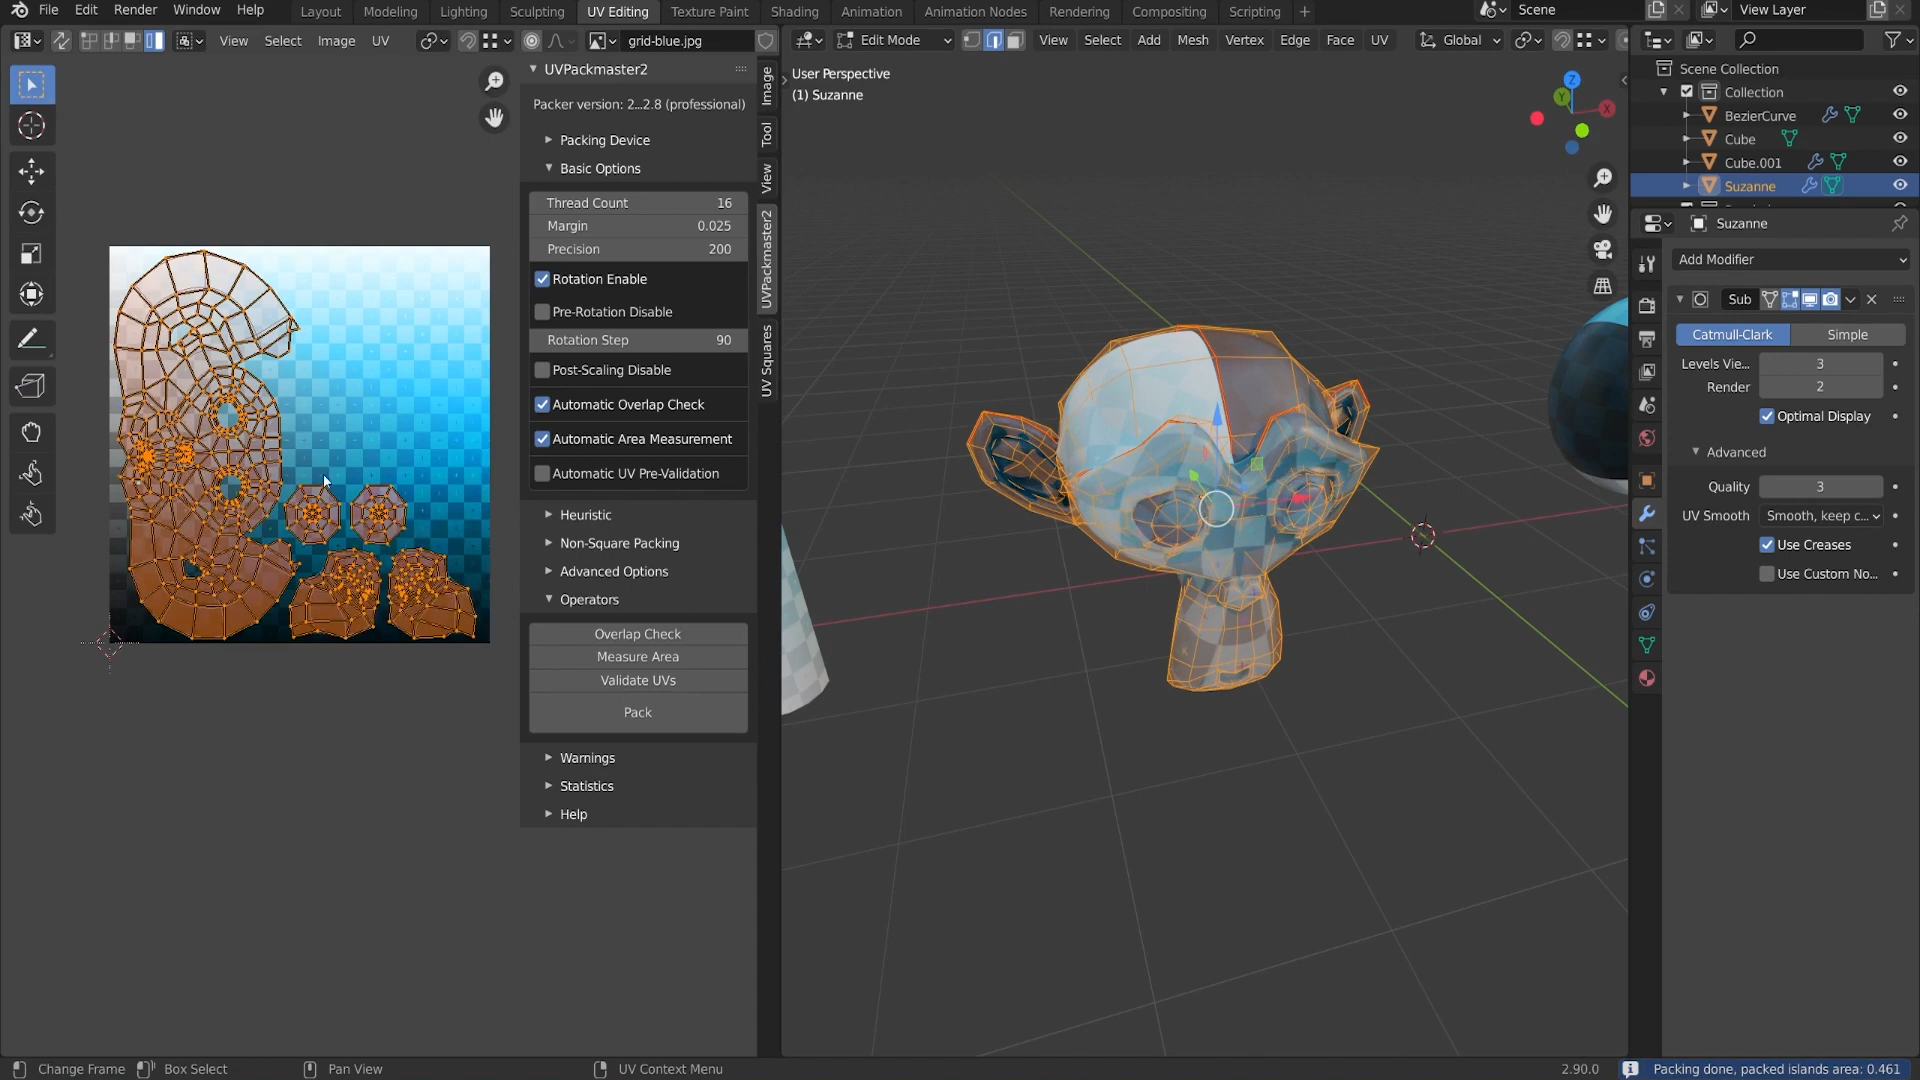 File Edit Render Window Help Layout Modeling Lighting Sculpting UV Editing Texture Paint Shading Animation Animation Nodes Rendering Compositing Scripting + Scene View Layer
View Select Image UV grid-blue.jpg Edit Mode View Select Add Mesh Vertex Edge Face UV Global
UVPackmaster2
Packer version: 2...2.8 (professional)
Packing Device
Basic Options
Thread Count 16
Margin 0.025
Precision 200
Rotation Enable
Pre-Rotation Disable
Rotation Step 90
Post-Scaling Disable
Automatic Overlap Check
Automatic Area Measurement
Automatic UV Pre-Validation
Heuristic
Non-Square Packing
Advanced Options
Operators
Overlap Check
Measure Area
Validate UVs
Pack
Warnings
Statistics
Help
Image
Tool
View
UVPackmaster2
UV Squares
User Perspective
(1) Suzanne
Z
Y
X
Scene Collection
Collection
BezierCurve
Cube
Cube.001
Suzanne
Suzanne
Add Modifier
Sub
Catmull-Clark Simple
Levels Vie... 3
Render 2
Optimal Display
Advanced
Quality 3
UV Smooth Smooth, keep c...
Use Creases
Use Custom No...
Change Frame Box Select Pan View UV Context Menu 2.90.0 Packing done, packed islands area: 0.461